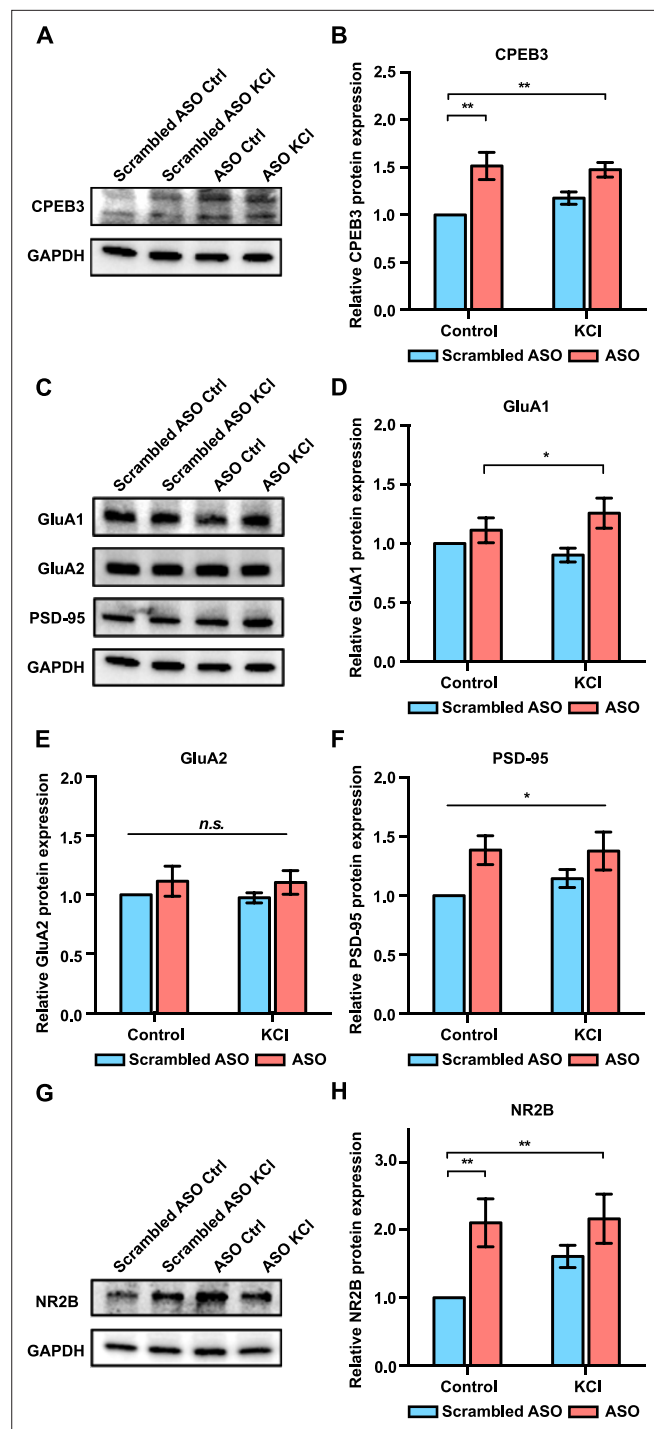 A
Scrambled ASO Ctrl
Scrambled ASO KCl
ASO Ctrl
ASO KCl
CPEB3
GAPDH
B
CPEB3
Relative CPEB3 protein expression
2.5
2.0
1.5
1.0
0.5
0.0
**
**
Control KCl
Scrambled ASO ASO
C
Scrambled ASO Ctrl
Scrambled ASO KCl
ASO Ctrl
ASO KCl
GluA1
GluA2
PSD-95
GAPDH
D
GluA1
Relative GluA1 protein expression
2.0
1.5
1.0
0.5
0.0
*
Control KCl
Scrambled ASO ASO
E
GluA2
Relative GluA2 protein expression
2.0
1.5
1.0
0.5
0.0
n.s.
Control KCl
Scrambled ASO ASO
F
PSD-95
Relative PSD-95 protein expression
2.0
1.5
1.0
0.5
0.0
*
Control KCl
Scrambled ASO ASO
G
Scrambled ASO Ctrl
Scrambled ASO KCl
ASO Ctrl
ASO KCl
NR2B
GAPDH
H
NR2B
Relative NR2B protein expression
3.0
2.0
1.0
0.0
**
**
Control KCl
Scrambled ASO ASO